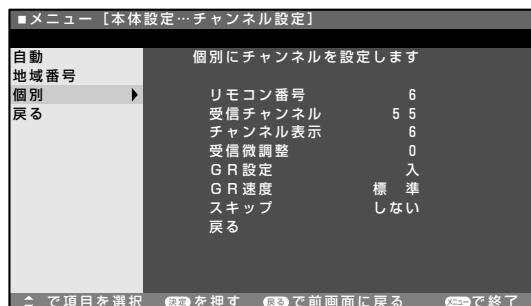 ■メニュー [本体設定…チャンネル設定]
自動
地域番号
個別
戻る
個別にチャンネルを設定します
リモコン番号 6
受信チャンネル 55
チャンネル表示 6
受信微調整 0
GR設定 入
GR速度 標 準
スキップ しない
戻る
で項目を選択 決定を押す 戻るで前画面に戻る メニューで終了